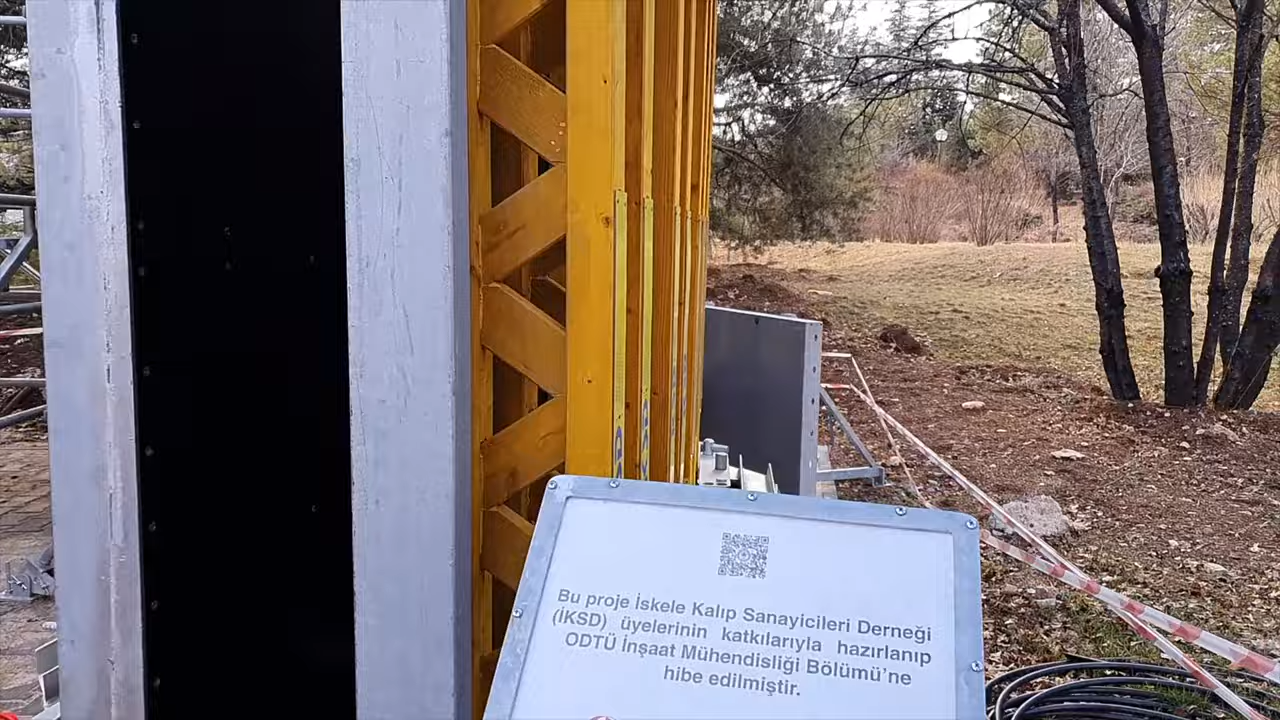 Bu proje İskele Kalıp Sanayicileri Derneği
(İKSD) üyelerinin katkılarıyla hazırlanıp
ODTÜ İnşaat Mühendisliği Bölümü'ne
hibe edilmiştir.